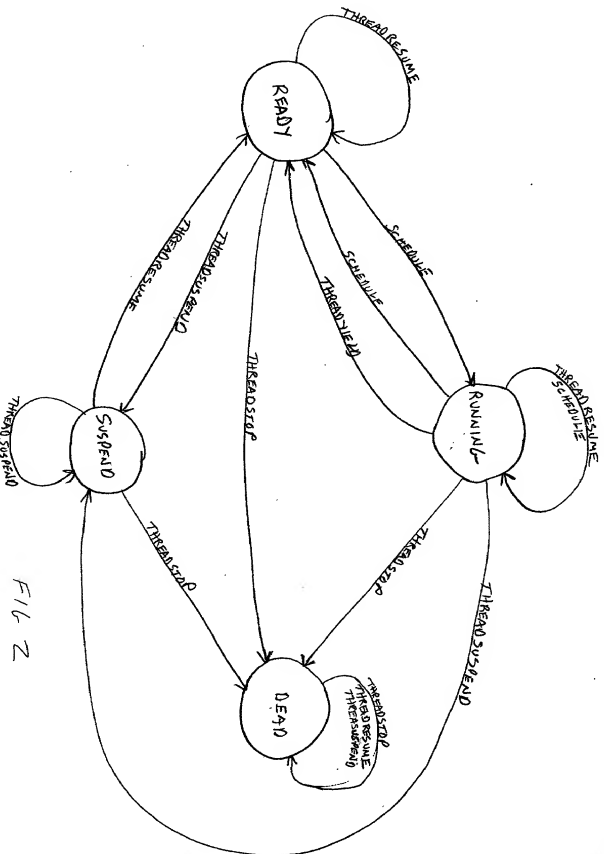 THREADRESUME
READY
SCHEDULE
SCHEDULE
THREADYIELD
THREADRESUME
SCHEDULE
RUNNING
THREADRESUME
THREADSUSPEND
THREADSTOP
THREADSTOP
THREADSUSPEND
SUSPEND
THREADSUSPEND
THREADSTOP
DEAD
THREADSTOP
THREADRESUME
THREASUSPEND
FIG 2